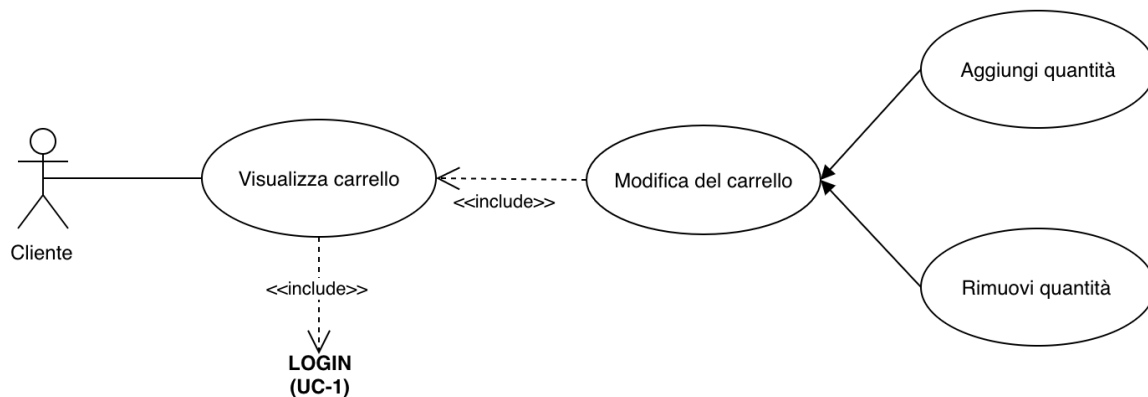 Aggiungi quantità
Visualizza carrello
Modifica del carrello
<<include>>
Cliente
<<include>>
Rimuovi quantità
LOGIN
(UC-1)